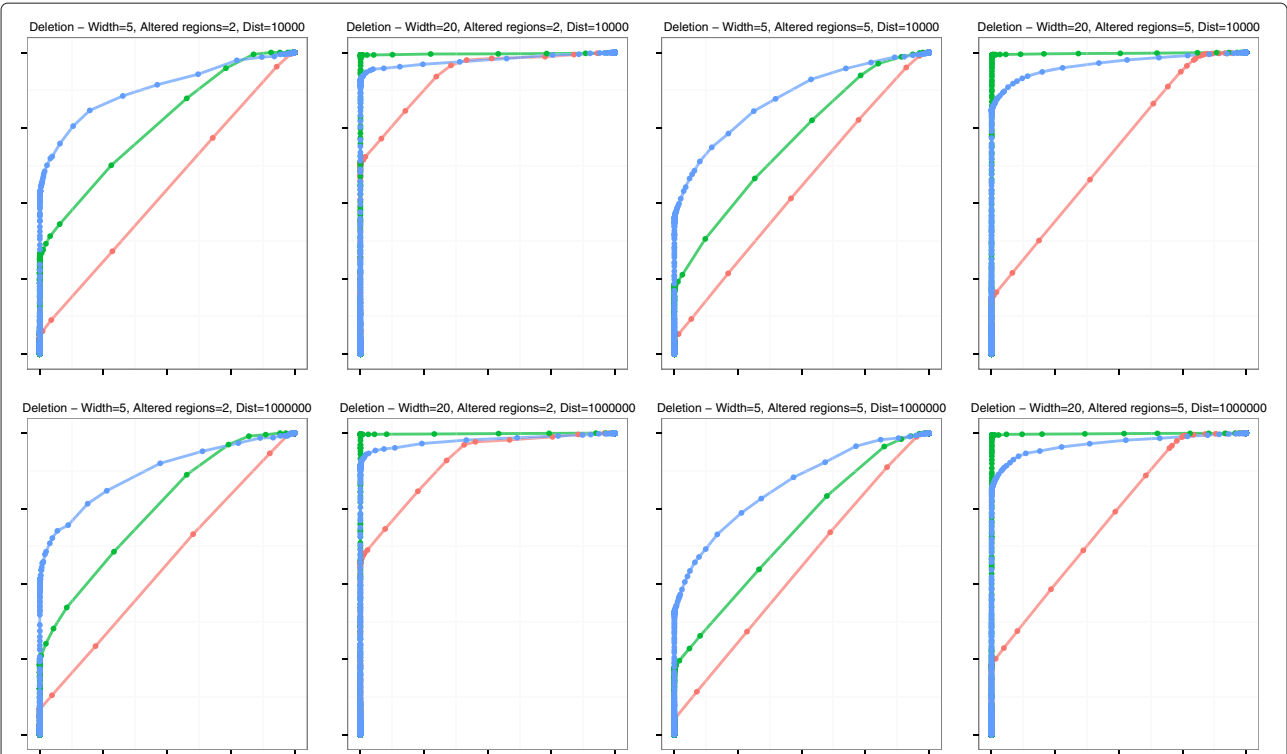 Deletion – Width=5, Altered regions=2, Dist=10000
Deletion – Width=20, Altered regions=2, Dist=10000
Deletion – Width=5, Altered regions=5, Dist=10000
Deletion – Width=20, Altered regions=5, Dist=10000
Deletion – Width=5, Altered regions=2, Dist=1000000
Deletion – Width=20, Altered regions=2, Dist=1000000
Deletion – Width=5, Altered regions=5, Dist=1000000
Deletion – Width=20, Altered regions=5, Dist=1000000